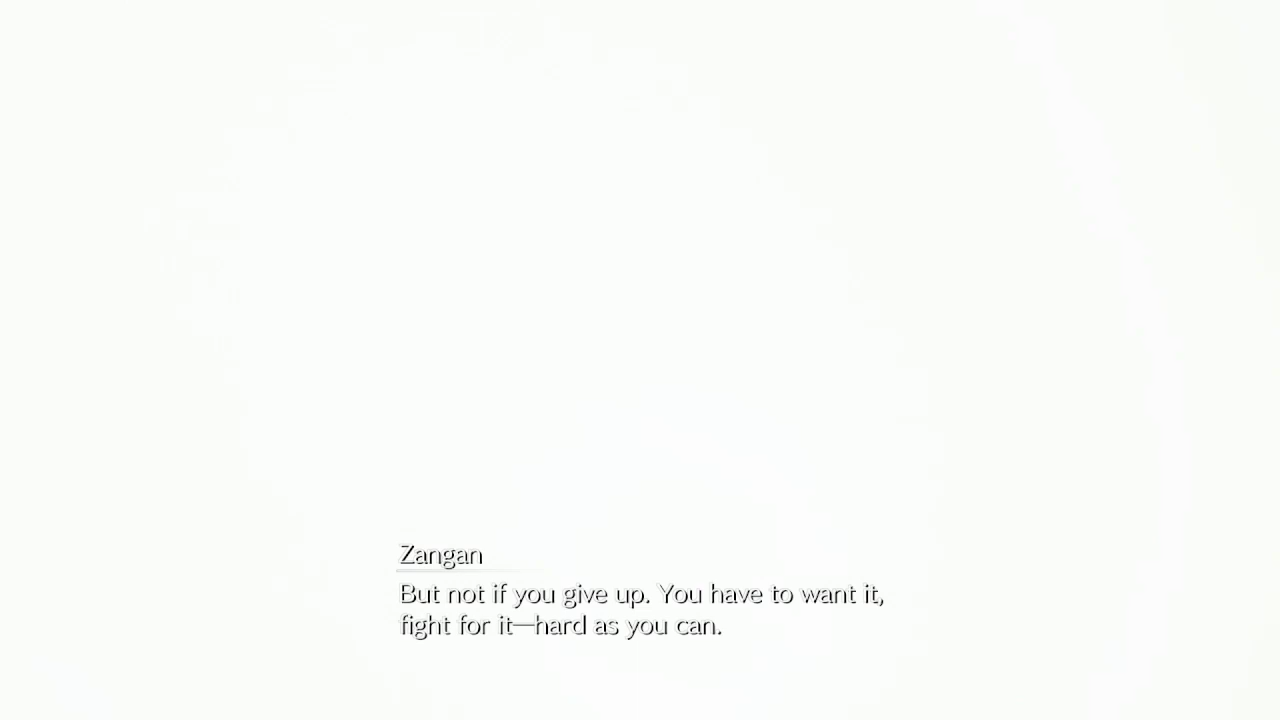 Zangan
But not if you give up. You have to want it,
fight for it—hard as you can.